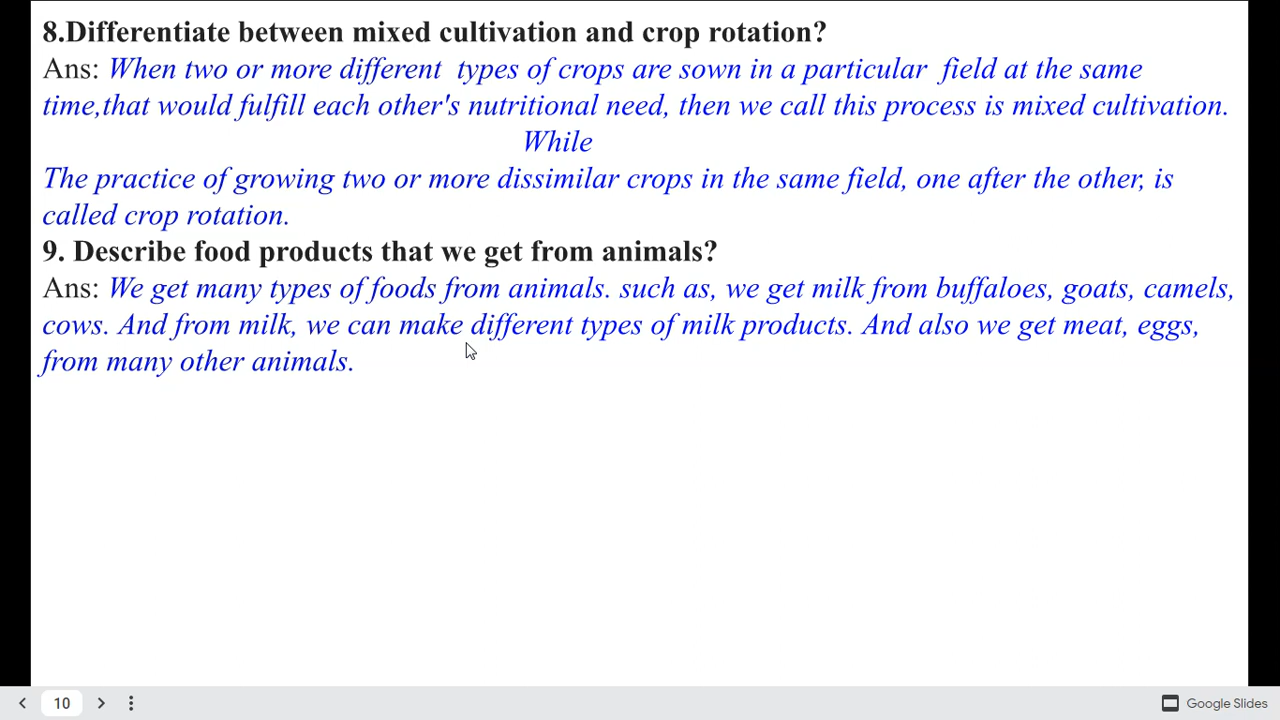 8.Differentiate between mixed cultivation and crop rotation?
Ans: When two or more different types of crops are sown in a particular field at the same
time,that would fulfill each other's nutritional need, then we call this process is mixed cultivation.
While
The practice of growing two or more dissimilar crops in the same field, one after the other, is
called crop rotation.
9. Describe food products that we get from animals?
Ans: We get many types of foods from animals. such as, we get milk from buffaloes, goats, camels,
cows. And from milk, we can make different types of milk products. And also we get meat, eggs,
from many other animals.
10
Google Slides